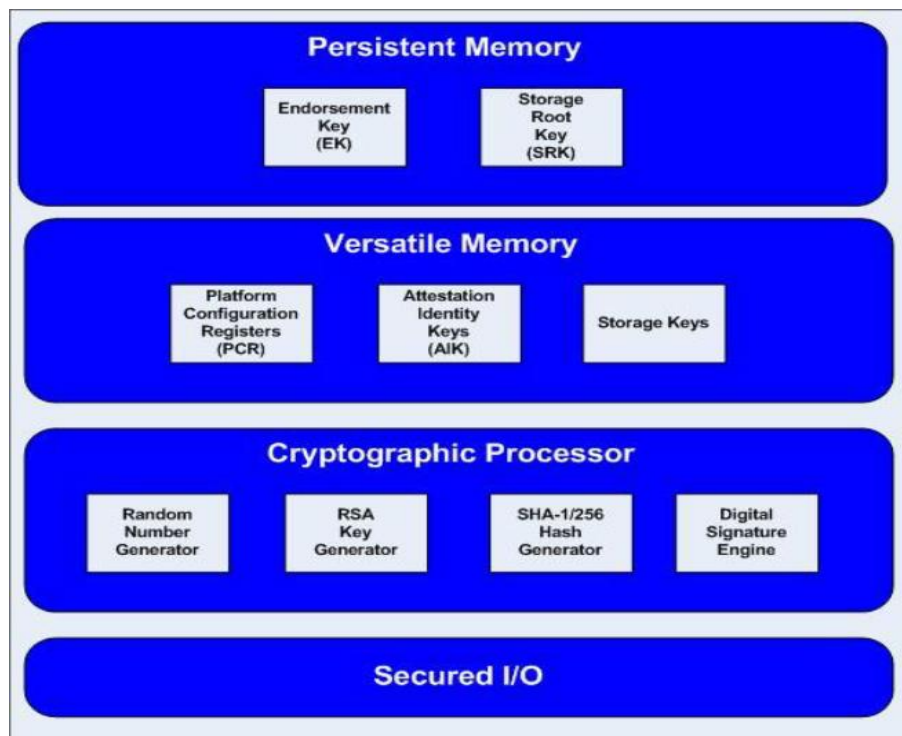 Persistent Memory
Endorsement
Key
(EK)
Storage
Root
Key
(SRK)
Versatile Memory
Platform
Configuration
Registers
(PCR)
Attestation
Identity
Keys
(AIK)
Storage Keys
Cryptographic Processor
Random
Number
Generator
RSA
Key
Generator
SHA-1/256
Hash
Generator
Digital
Signature
Engine
Secured I/O